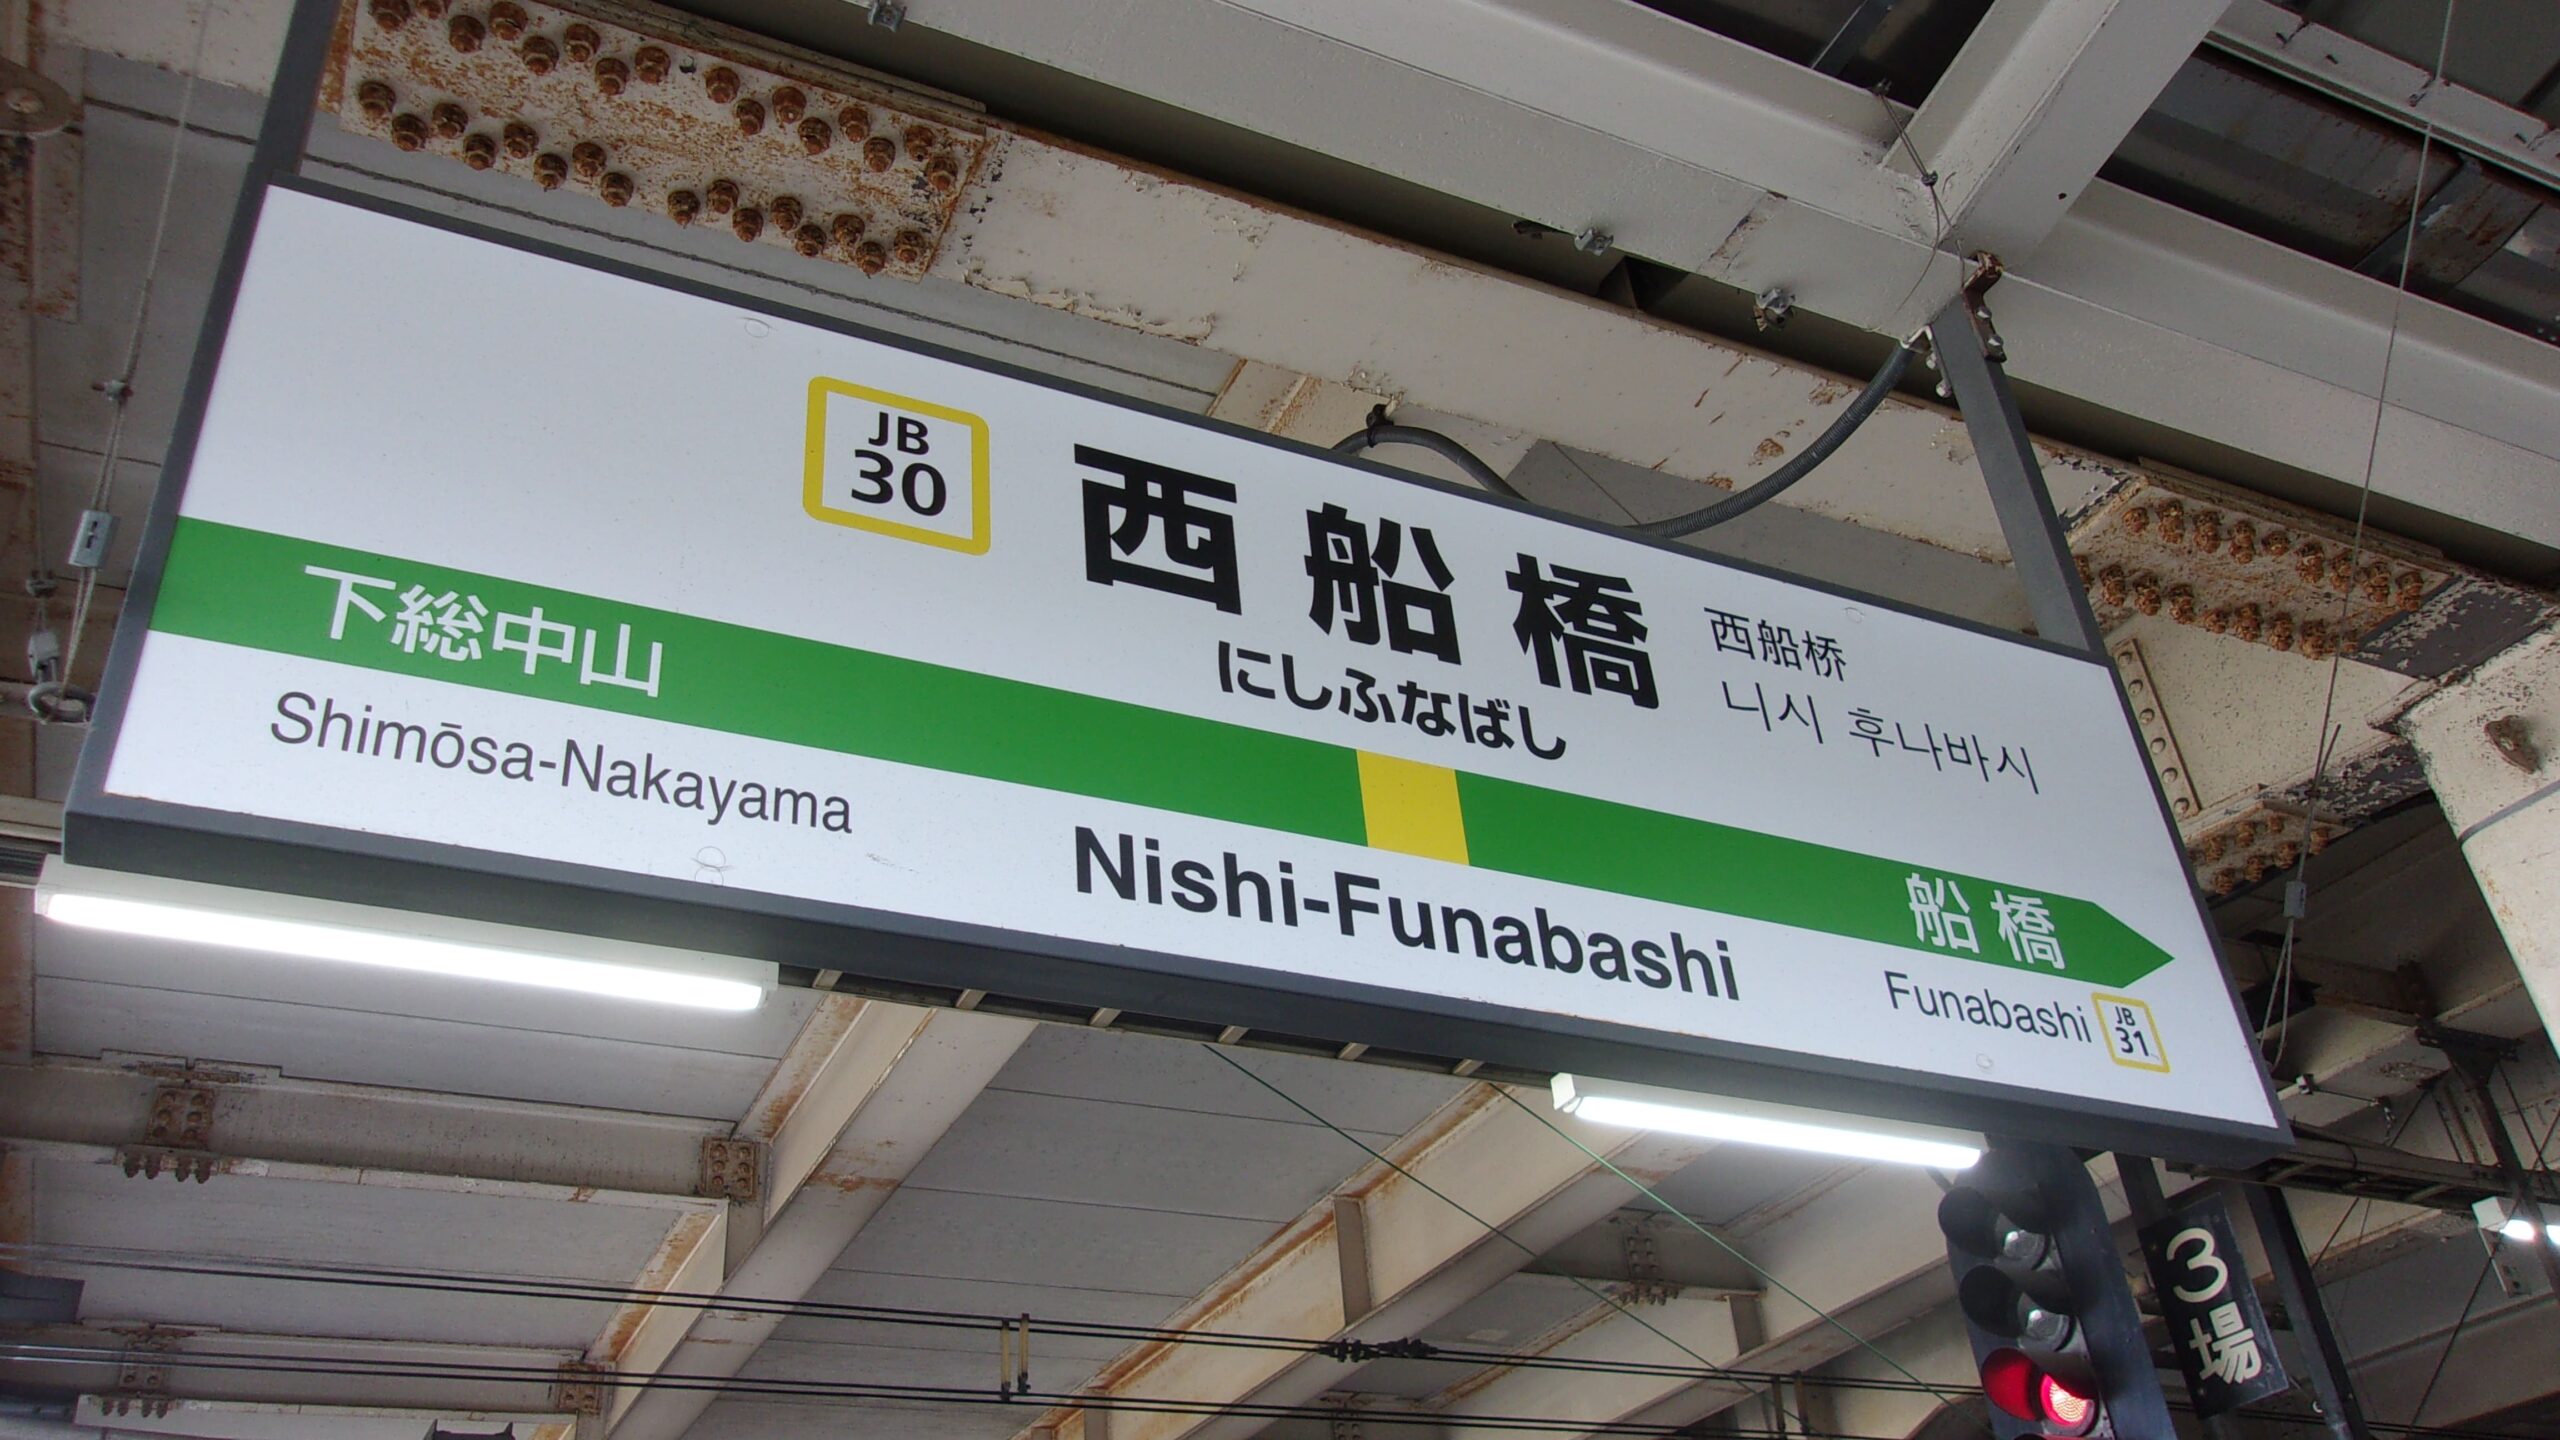 JB
30
西船橋
西船桥
にしふなばし
니시 후나바시
下総中山
船橋
Shimōsa-Nakayama
Nishi-Funabashi
Funabashi
JB
31
3
場